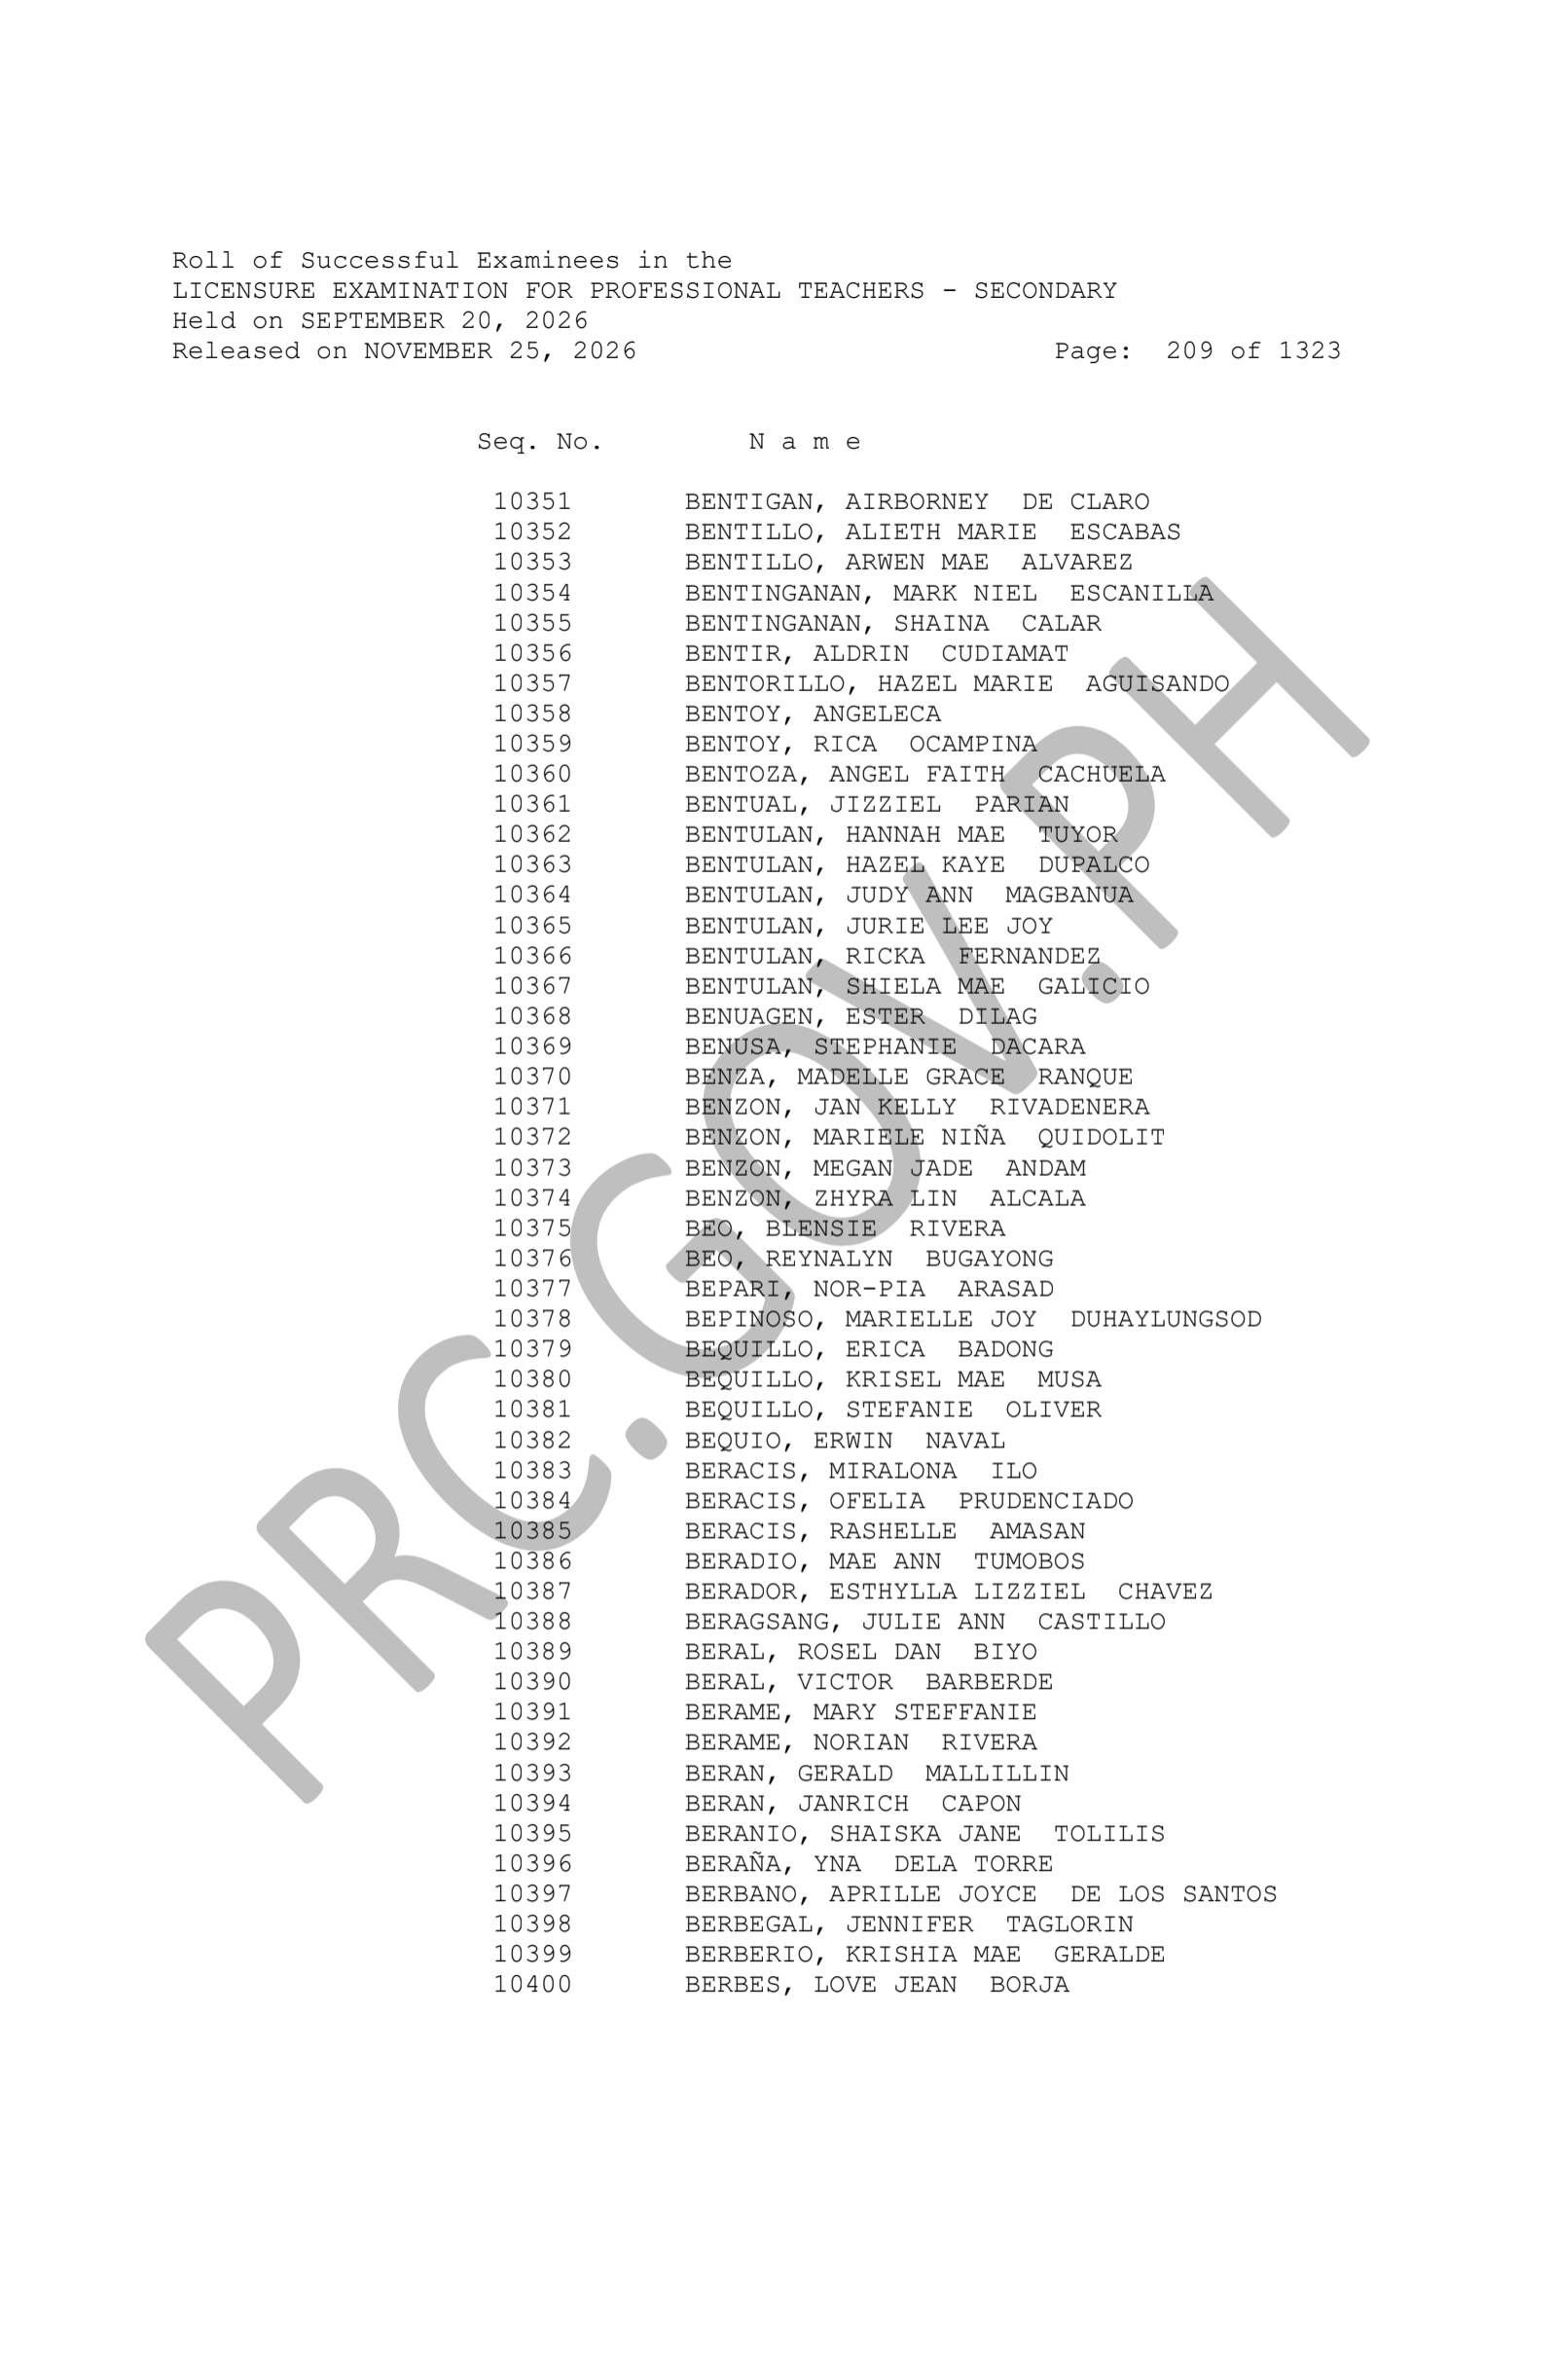 Roll of Successful Examinees in the
LICENSURE EXAMINATION FOR PROFESSIONAL TEACHERS - SECONDARY
Held on SEPTEMBER 20, 2026
Released on NOVEMBER 25, 2026 Page: 209 of 1323
Seq. No. N a m e
10351 BENTIGAN, AIRBORNEY DE CLARO
10352 BENTILLO, ALIETH MARIE ESCABAS
10353 BENTILLO, ARWEN MAE ALVAREZ
10354 BENTINGANAN, MARK NIEL ESCANILLA
10355 BENTINGANAN, SHAINA CALAR
10356 BENTIR, ALDRIN CUDIAMAT
10357 BENTORILLO, HAZEL MARIE AGUISANDO
10358 BENTOY, ANGELECA
10359 BENTOY, RICA OCAMPINA
10360 BENTOZA, ANGEL FAITH CACHUELA
10361 BENTUAL, JIZZIEL PARIAN
10362 BENTULAN, HANNAH MAE TUYOR
10363 BENTULAN, HAZEL KAYE DUPALCO
10364 BENTULAN, JUDY ANN MAGBANUA
10365 BENTULAN, JURIE LEE JOY
10366 BENTULAN, RICKA FERNANDEZ
10367 BENTULAN, SHIELA MAE GALICIO
10368 BENUAGEN, ESTER DILAG
10369 BENUSA, STEPHANIE DACARA
10370 BENZA, MADELLE GRACE RANQUE
10371 BENZON, JAN KELLY RIVADENERA
10372 BENZON, MARIELE NIÑA QUIDOLIT
10373 BENZON, MEGAN JADE ANDAM
10374 BENZON, ZHYRA LIN ALCALA
10375 BEO, BLENSIE RIVERA
10376 BEO, REYNALYN BUGAYONG
10377 BEPARI, NOR-PIA ARASAD
10378 BEPINOSO, MARIELLE JOY DUHAYLUNGSOD
10379 BEQUILLO, ERICA BADONG
10380 BEQUILLO, KRISEL MAE MUSA
10381 BEQUILLO, STEFANIE OLIVER
10382 BEQUIO, ERWIN NAVAL
10383 BERACIS, MIRALONA ILO
10384 BERACIS, OFELIA PRUDENCIADO
10385 BERACIS, RASHELLE AMASAN
10386 BERADIO, MAE ANN TUMOBOS
10387 BERADOR, ESTHYLLA LIZZIEL CHAVEZ
10388 BERAGSANG, JULIE ANN CASTILLO
10389 BERAL, ROSEL DAN BIYO
10390 BERAL, VICTOR BARBERDE
10391 BERAME, MARY STEFFANIE
10392 BERAME, NORIAN RIVERA
10393 BERAN, GERALD MALLILLIN
10394 BERAN, JANRICH CAPON
10395 BERANIO, SHAISKA JANE TOLILIS
10396 BERAÑA, YNA DELA TORRE
10397 BERBANO, APRILLE JOYCE DE LOS SANTOS
10398 BERBEGAL, JENNIFER TAGLORIN
10399 BERBERIO, KRISHIA MAE GERALDE
10400 BERBES, LOVE JEAN BORJA
PRC.GOV.PH